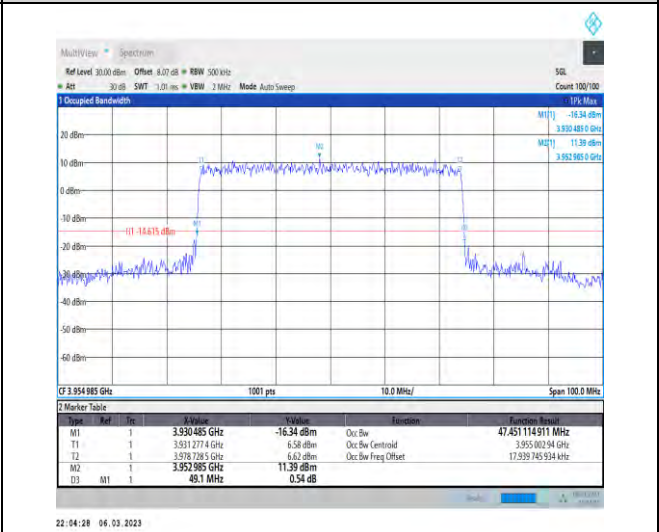 MultiView Spectrum
Ref Level 30.00 dBm Offset 8.07 dB RBW 500 kHz SGL
Att 30 dB SWT 1.01 ms VBW 2 MHz Mode Auto Sweep Count 100/100
1 Occupied Bandwidth 1Pk Max
M1[1] -16.34 dBm
3.930 485 0 GHz
M2[1] 11.39 dBm
3.952 985 0 GHz
20 dBm
10 dBm
0 dBm
-10 dBm
-20 dBm
-30 dBm
-40 dBm
-50 dBm
-60 dBm
M2
T1
T2
M1
H1 -14.615 dBm
CF 3.954 985 GHz 1001 pts 10.0 MHz/ Span 100.0 MHz
2 Marker Table
Type Ref Trc X-Value Y-Value Function Function Result
M1 1 3.930 485 GHz -16.34 dBm Occ Bw 47.451 114 911 MHz
T1 1 3.931 277 4 GHz 6.58 dBm Occ Bw Centroid 3.955 002 94 GHz
T2 1 3.978 728 5 GHz 6.62 dBm Occ Bw Freq Offset 17.939 745 934 kHz
M2 1 3.952 985 GHz 11.39 dBm
D3 M1 1 49.1 MHz 0.54 dB
22:04:28 06.03.2023